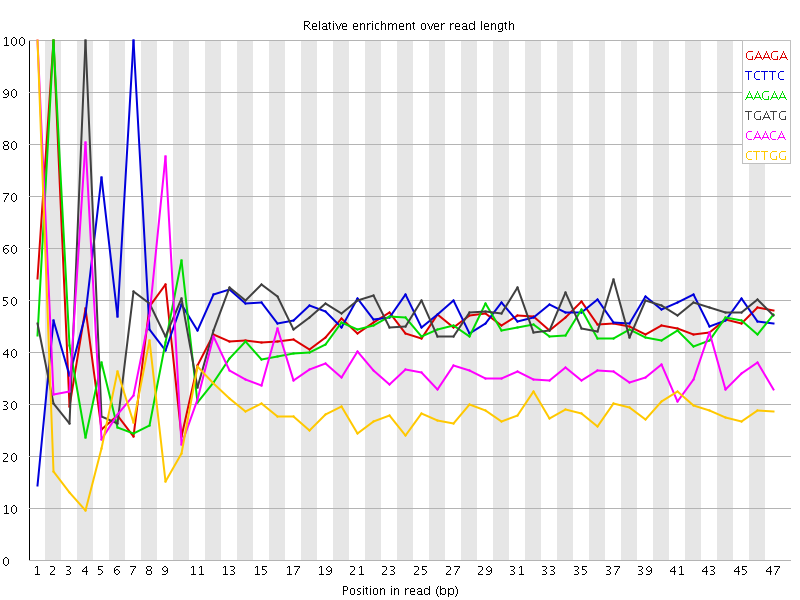 Relative enrichment over read length
100
90
80
70
60
50
40
30
20
10
0
GAAGA
TCTTC
AAGAA
TGATG
CAACA
CTTGG
1 2 3 4 5 6 7 8 9 11 13 15 17 19 21 23 25 27 29 31 33 35 37 39 41 43 45 47
Position in read (bp)